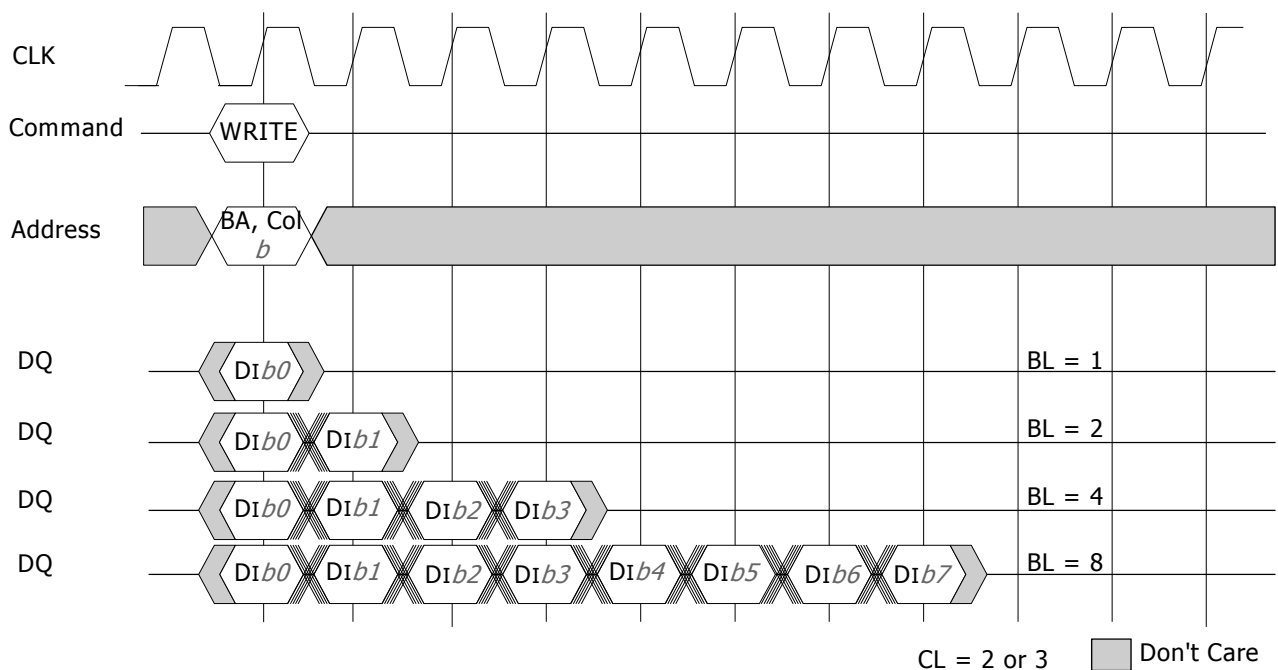 CLK
Command
WRITE
Address
BA, Col
b
DQ
DIb0
BL = 1
DQ
DIb0 DIb1
BL = 2
DQ
DIb0 DIb1 DIb2 DIb3
BL = 4
DQ
DIb0 DIb1 DIb2 DIb3 DIb4 DIb5 DIb6 DIb7
BL = 8
CL = 2 or 3
Don't Care